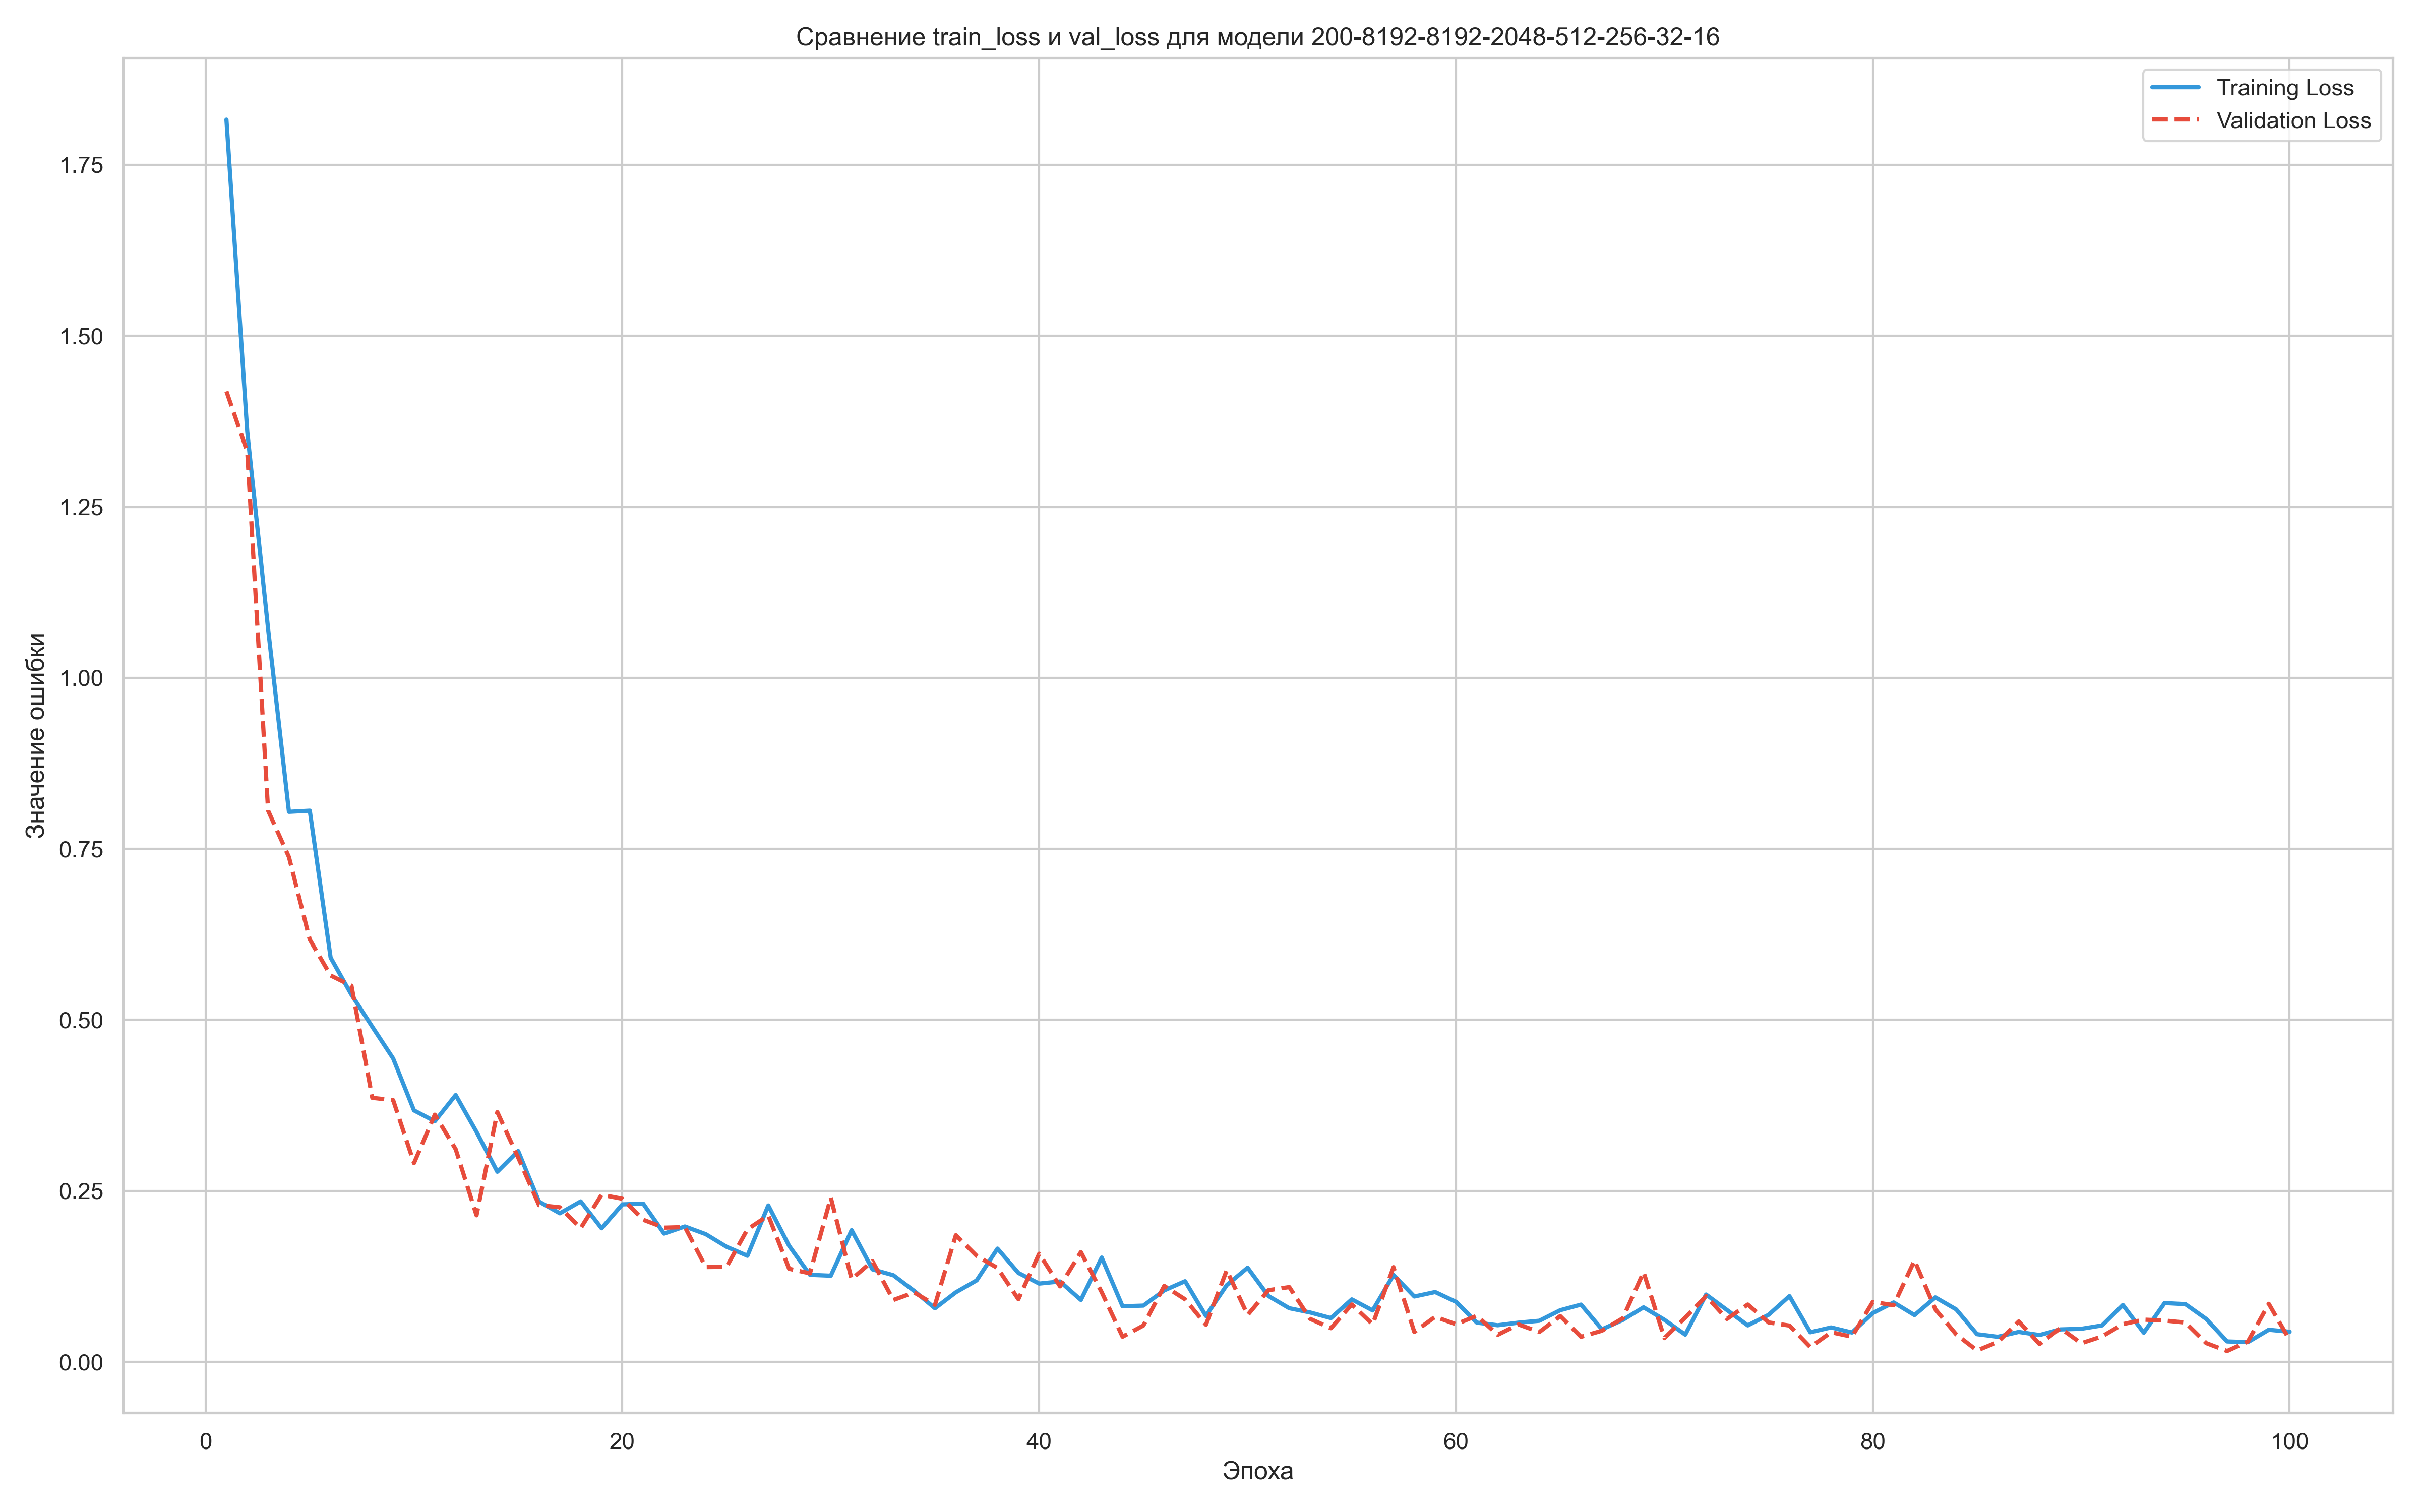 Сравнение train_loss и val_loss для модели 200-8192-8192-2048-512-256-32-16
Training Loss
Validation Loss
Значение ошибки
1.75
1.50
1.25
1.00
0.75
0.50
0.25
0.00
0
20
40
60
80
100
Эпоха